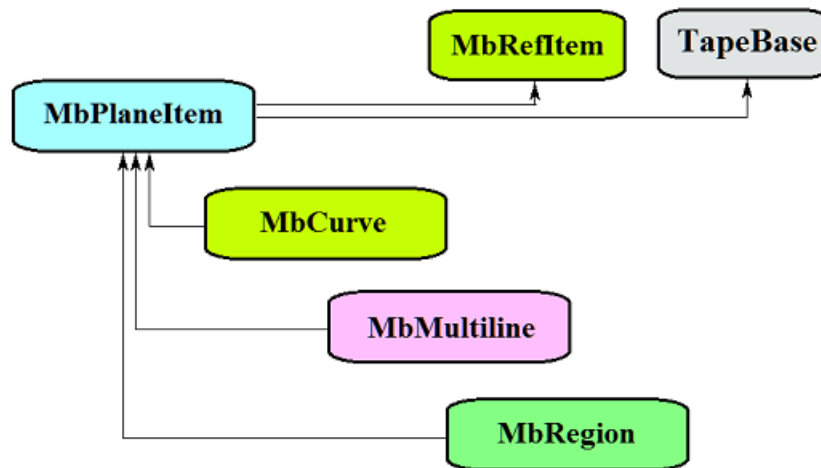 MbRefItem
TapeBase
MbPlaneItem
MbCurve
MbMultiline
MbRegion